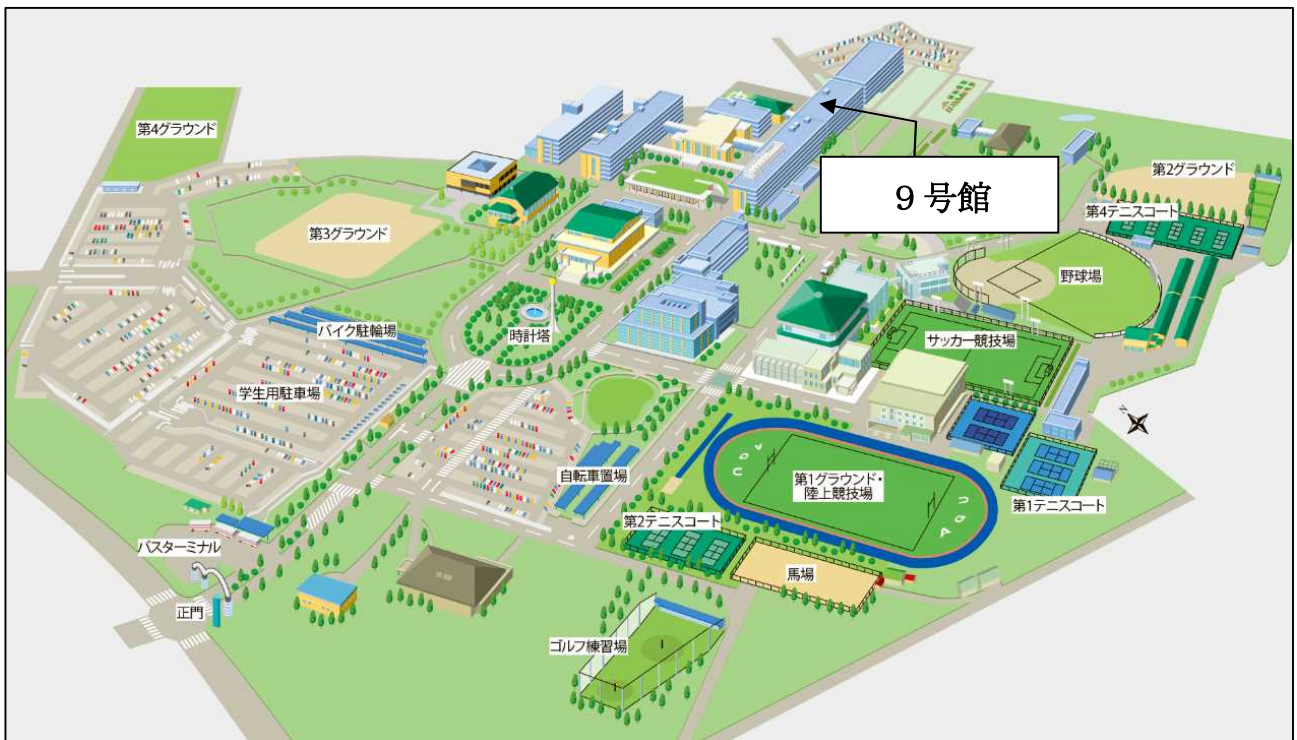 第4グラウンド
9号館
第2グラウンド
第4テニスコート
第3グラウンド
野球場
バイク駐輪場
時計塔
サッカー競技場
学生用駐車場
N
自転車置場
第1グラウンド・
陸上競技場
第1テニスコート
第2テニスコート
バスターミナル
馬場
正門
ゴルフ練習場